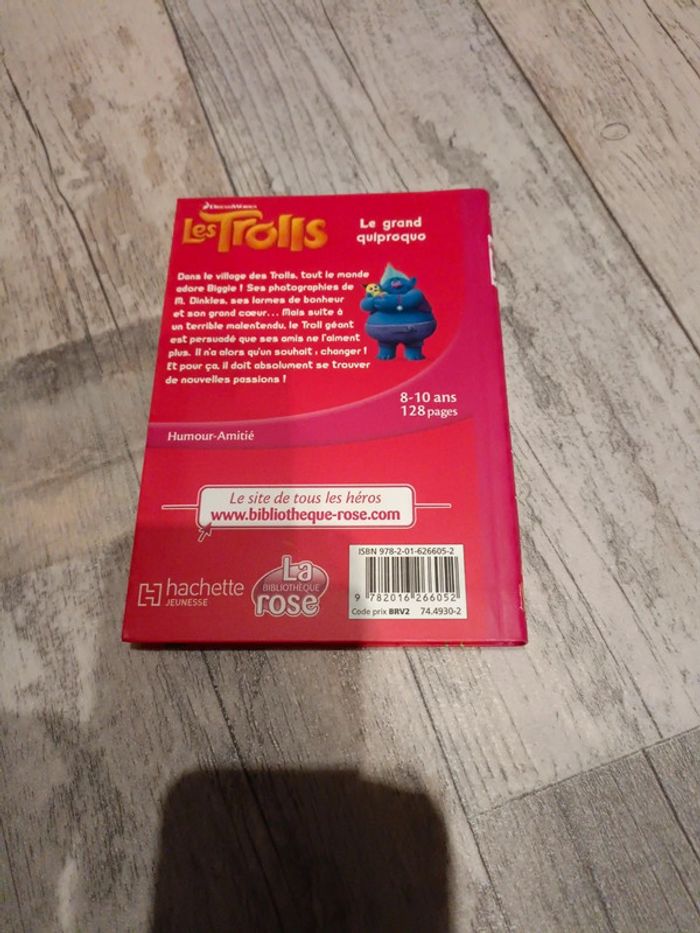 DREAMWORKS
Les Trolls
Le grand
quiproquo
Dans le village des Trolls, tout le monde
adore Biggie ! Ses photographies de
M. Dinkles, ses larmes de bonheur
et son grand cœur... Mais suite à
un terrible malentendu, le Troll géant
est persuadé que ses amis ne l'aiment
plus. Il n'a alors qu'un souhait : changer !
Et pour ça, il doit absolument se trouver
de nouvelles passions !
8-10 ans
128 pages
Humour-Amitié
Le site de tous les héros
www.bibliotheque-rose.com
ISBN 978-2-01-626605-2
hachette
JEUNESSE
La
BIBLIOTHÈQUE
rose
9 782016 266052
Code prix BRV2 74.4930-2